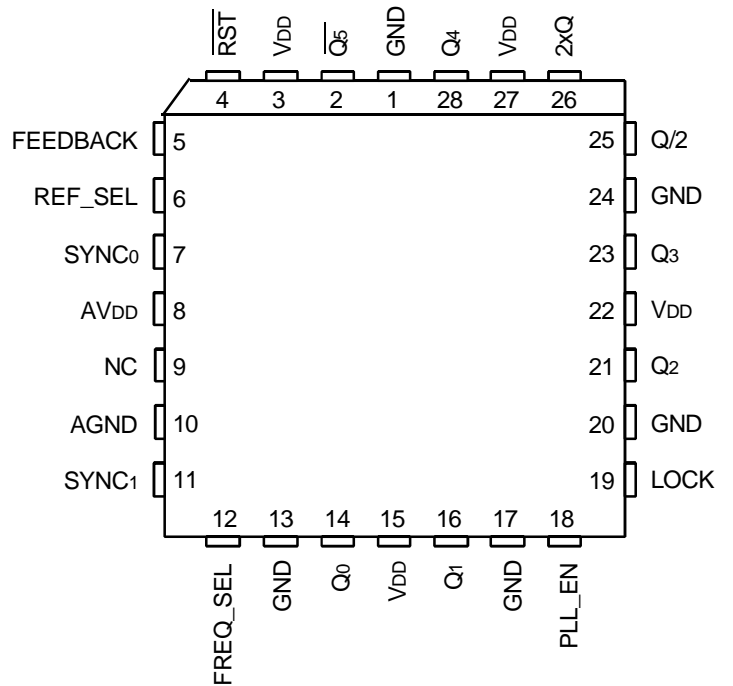 RST VDD Q5 GND Q4 VDD 2xQ
4 3 2 1 28 27 26
FEEDBACK 5 25 Q/2
REF_SEL 6 24 GND
SYNC0 7 23 Q3
AVDD 8 22 VDD
NC 9 21 Q2
AGND 10 20 GND
SYNC1 11 19 LOCK
12 13 14 15 16 17 18
FREQ_SEL GND Q0 VDD Q1 GND PLL_EN